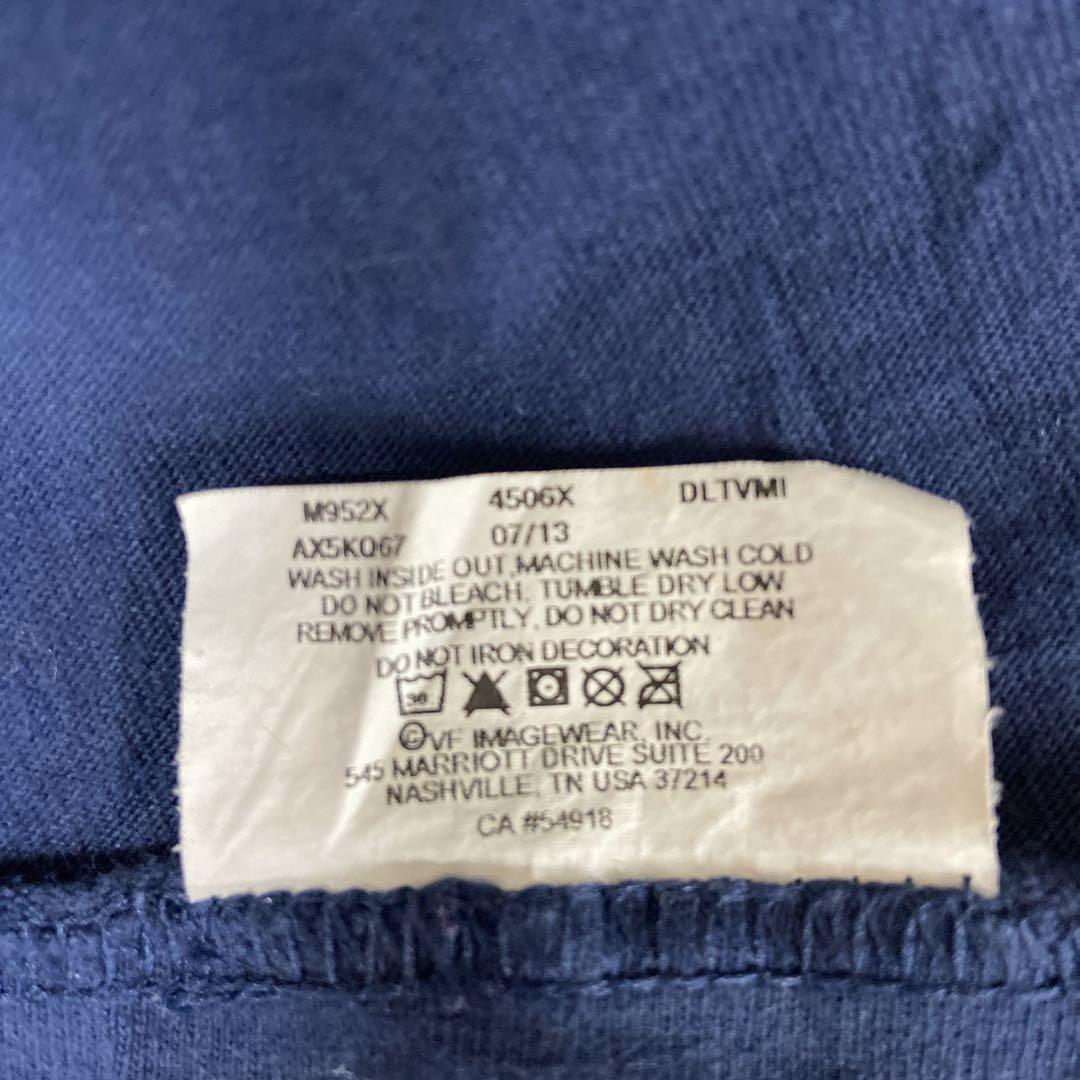 M952X 4506X DLTVMI
AX5KQ67 07/13
WASH INSIDE OUT, MACHINE WASH COLD
DO NOT BLEACH, TUMBLE DRY LOW
REMOVE PROMPTLY, DO NOT DRY CLEAN
DO NOT IRON DECORATION
30
©VF IMAGEWEAR, INC.
545 MARRIOTT DRIVE SUITE 200
NASHVILLE, TN USA 37214
CA #54918